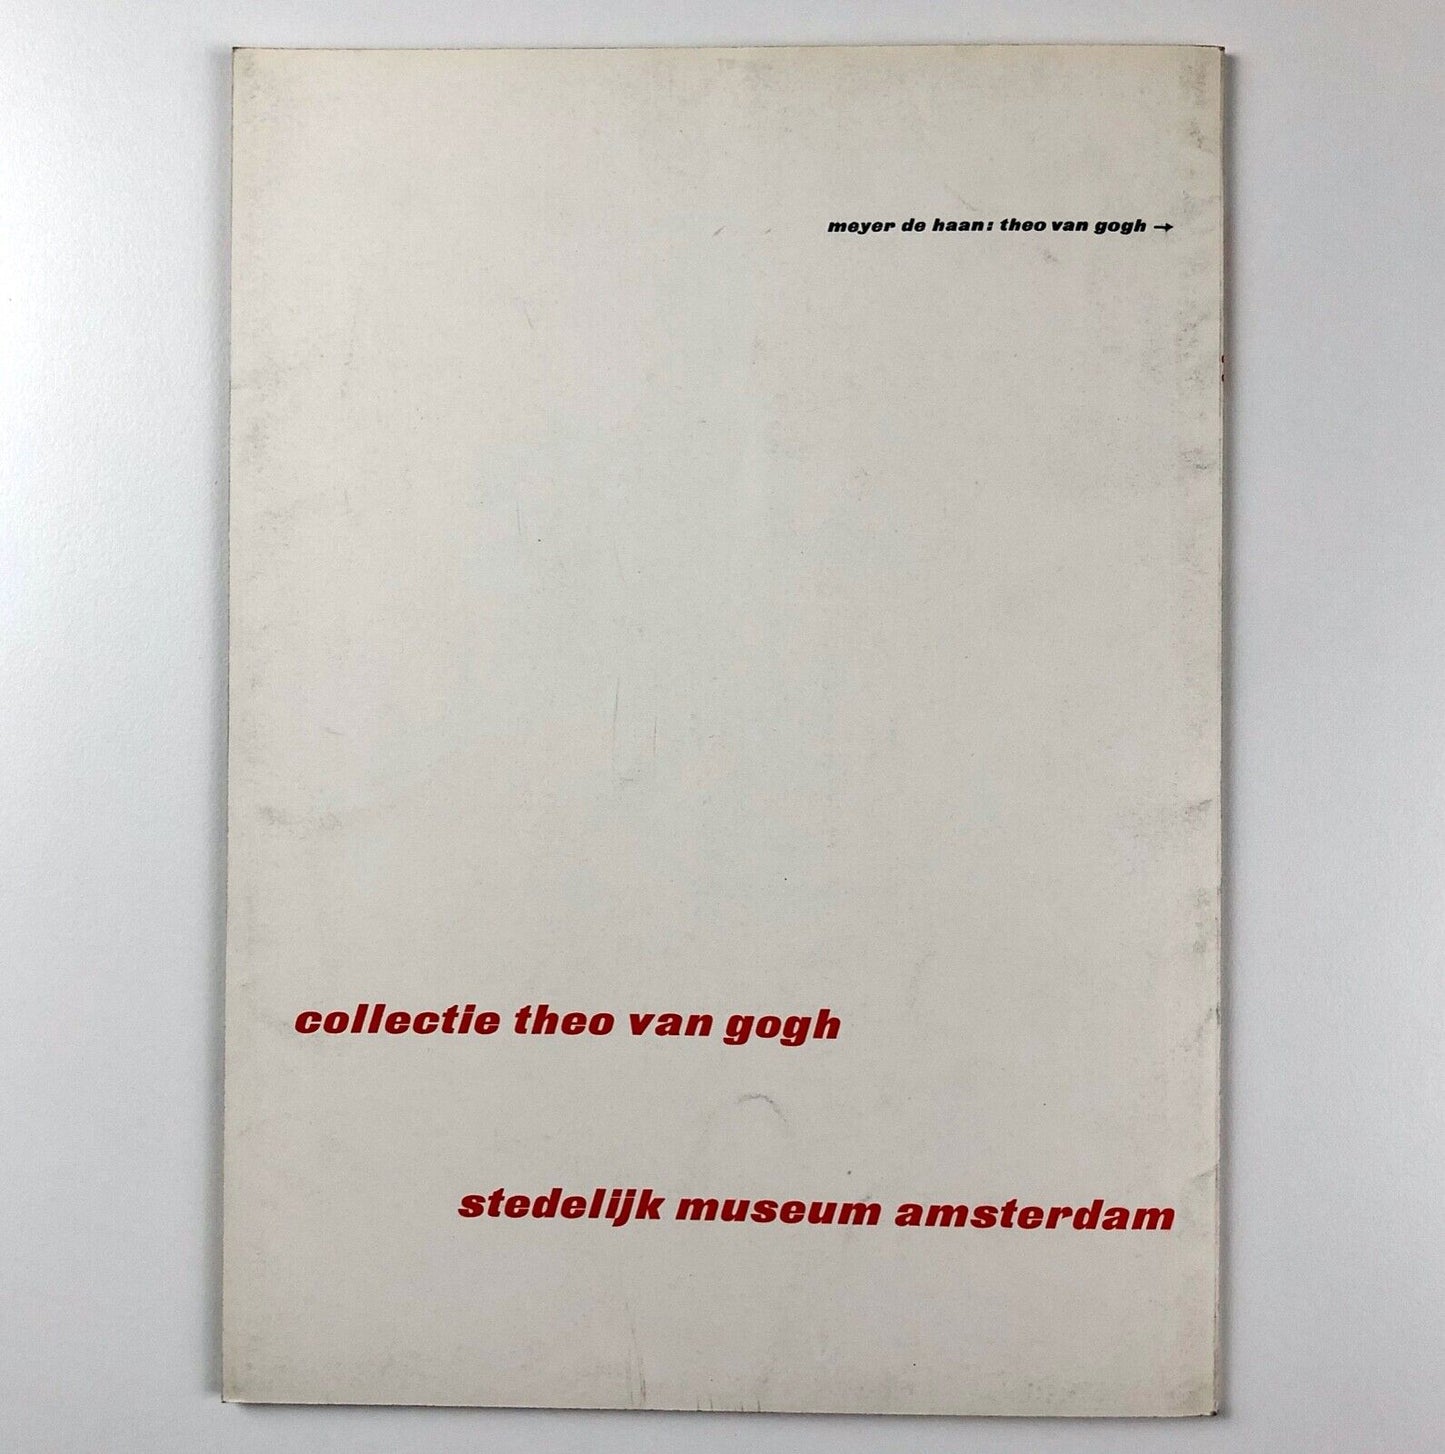 meyer de haan: theo van gogh →
collectie theo van gogh
stedelijk museum amsterdam